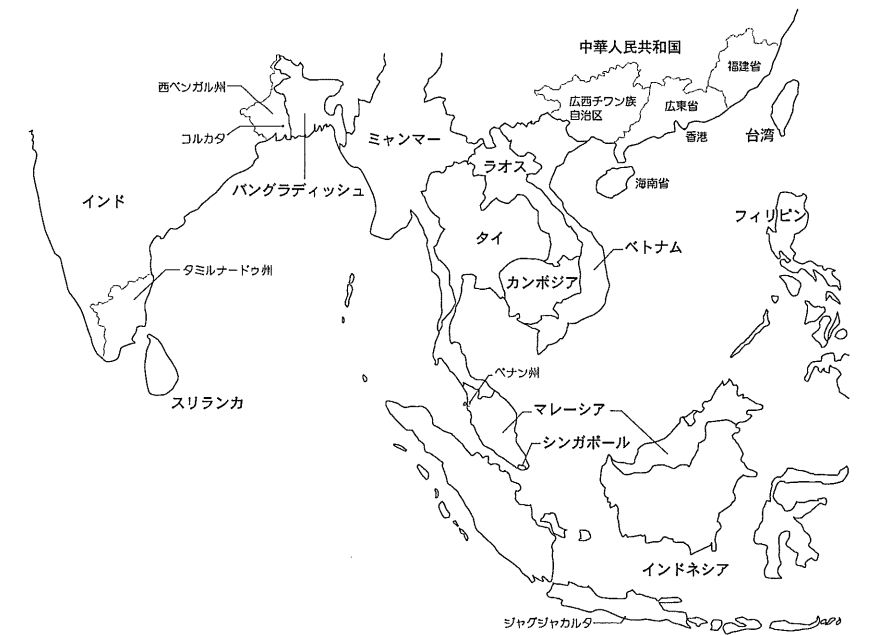 中華人民共和国
福建省
西ベンガル州
広西チワン族
自治区
広東省
コルカタ
ミャンマー
香港
台湾
ラオス
海南省
バングラディッシュ
インド
フィリピン
タイ
ベトナム
タミルナードゥ州
カンボジア
ペナン州
スリランカ
マレーシア
シンガポール
インドネシア
ジャグジャカルタ